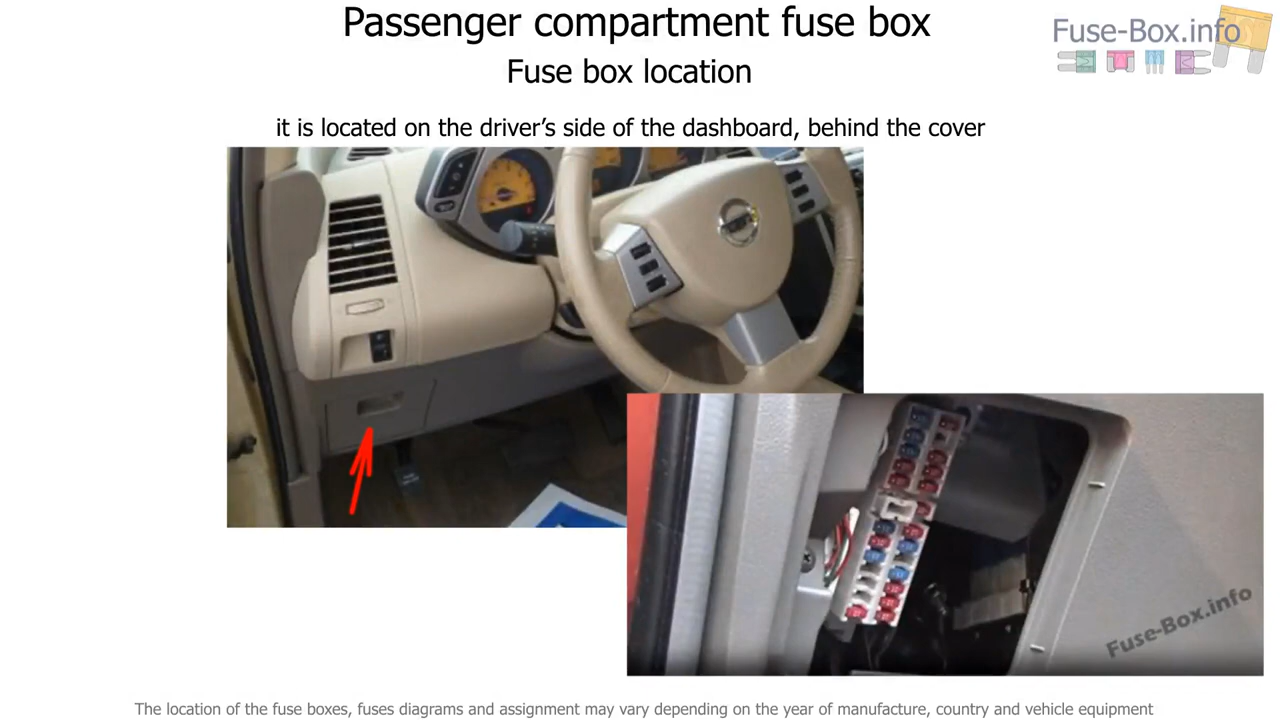 Passenger compartment fuse box
Fuse-Box.info
Fuse box location
it is located on the driver's side of the dashboard, behind the cover
Fuse-Box.info
The location of the fuse boxes, fuses diagrams and assignment may vary depending on the year of manufacture, country and vehicle equipment